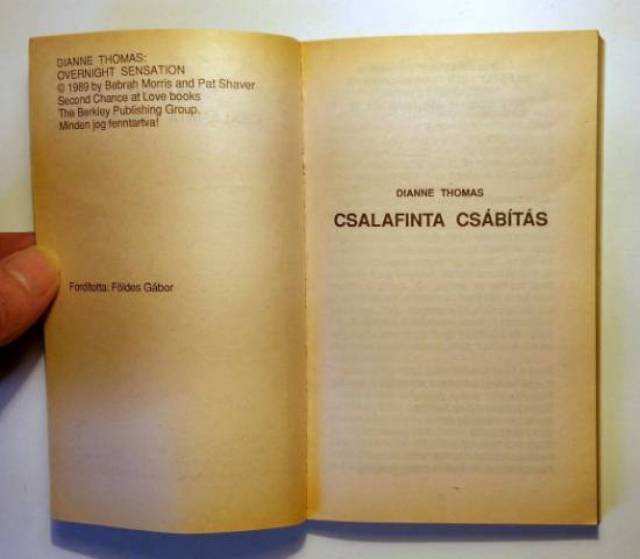 DIANNE THOMAS:
OVERNIGHT SENSATION
© 1989 by Bebrah Morris and Pat Shaver
Second Chance at Love books
The Berkley Publishing Group.
Minden jog fenntartva!
Fordította: Földes Gábor
DIANNE THOMAS
CSALAFINTA CSÁBÍTÁS